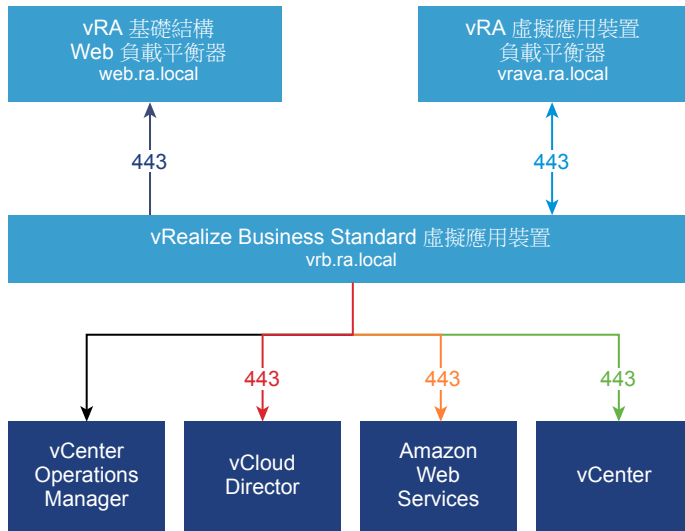 vRA 基礎結構
Web 負載平衡器
web.ra.local
vRA 虛擬應用裝置
負載平衡器
vrava.ra.local
443
443
vRealize Business Standard 虛擬應用裝置
vrb.ra.local
443
443
443
vCenter
Operations
Manager
vCloud
Director
Amazon
Web
Services
vCenter